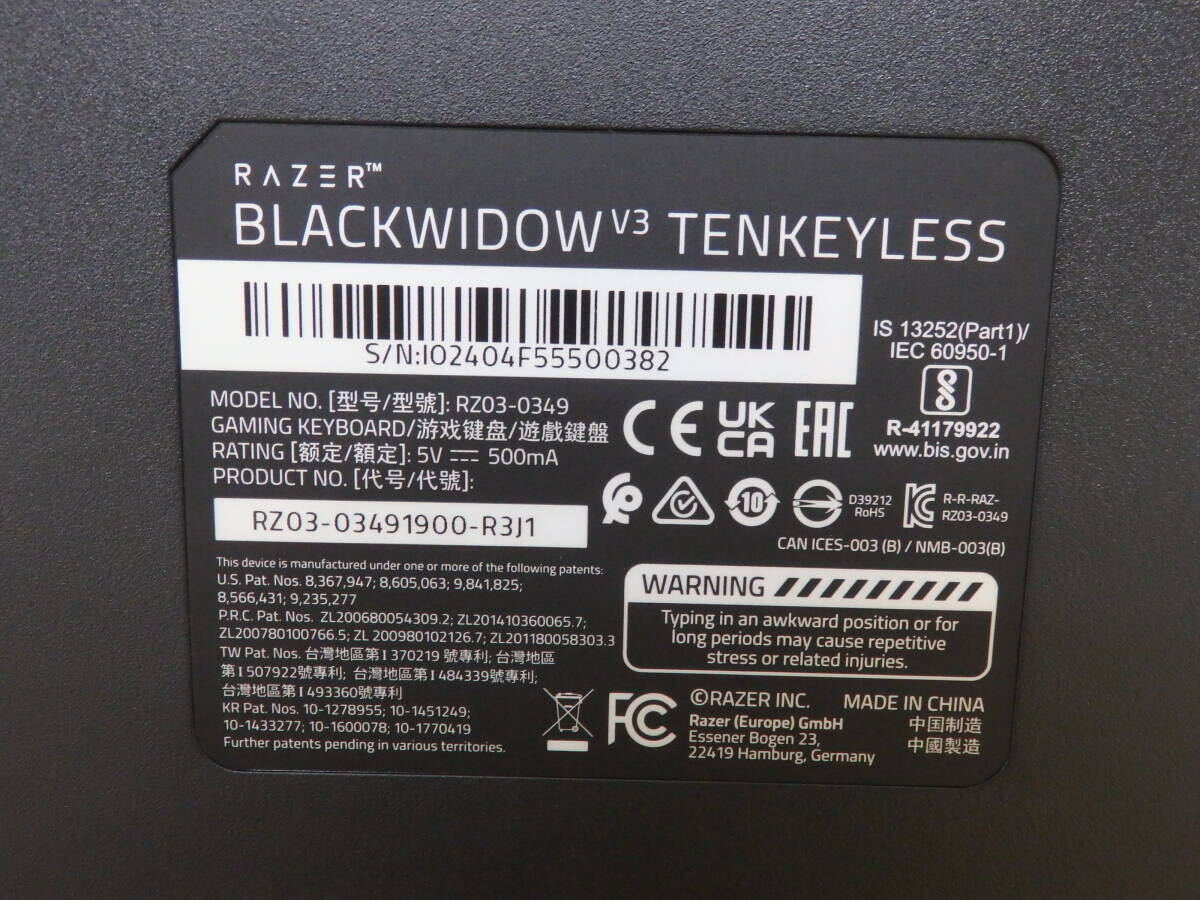 RAZER™
BLACKWIDOW V3 TENKEYLESS
S/N:IO2404F55500382
IS 13252(Part1)/
IEC 60950-1
R-41179922
www.bis.gov.in
MODEL NO. [型号/型號]: RZ03-0349
GAMING KEYBOARD/游戏键盘/遊戲鍵盤
RATING [额定/額定]: 5V ⎓ 500mA
PRODUCT NO. [代号/代號]:
RZ03-03491900-R3J1
CE UK
CA EAC
10
D39212
RoHS
R-R-RAZ-
RZ03-0349
CAN ICES-003 (B) / NMB-003(B)
This device is manufactured under one or more of the following patents:
U.S. Pat. Nos. 8,367,947; 8,605,063; 9,841,825;
8,566,431; 9,235,277
P.R.C. Pat. Nos. ZL200680054309.2; ZL201410360065.7;
ZL200780100766.5; ZL 200980102126.7; ZL201180058303.3
TW Pat. Nos. 台灣地區第 I 370219 號專利; 台灣地區
第 I 507922號專利; 台灣地區第 I 484339號專利;
台灣地區第 I 493360號專利
KR Pat. Nos. 10-1278955; 10-1451249;
10-1433277; 10-1600078; 10-1770419
Further patents pending in various territories.
WARNING
Typing in an awkward position or for
long periods may cause repetitive
stress or related injuries.
FC
©RAZER INC.
Razer (Europe) GmbH
Essener Bogen 23,
22419 Hamburg, Germany
MADE IN CHINA
中国制造
中國製造